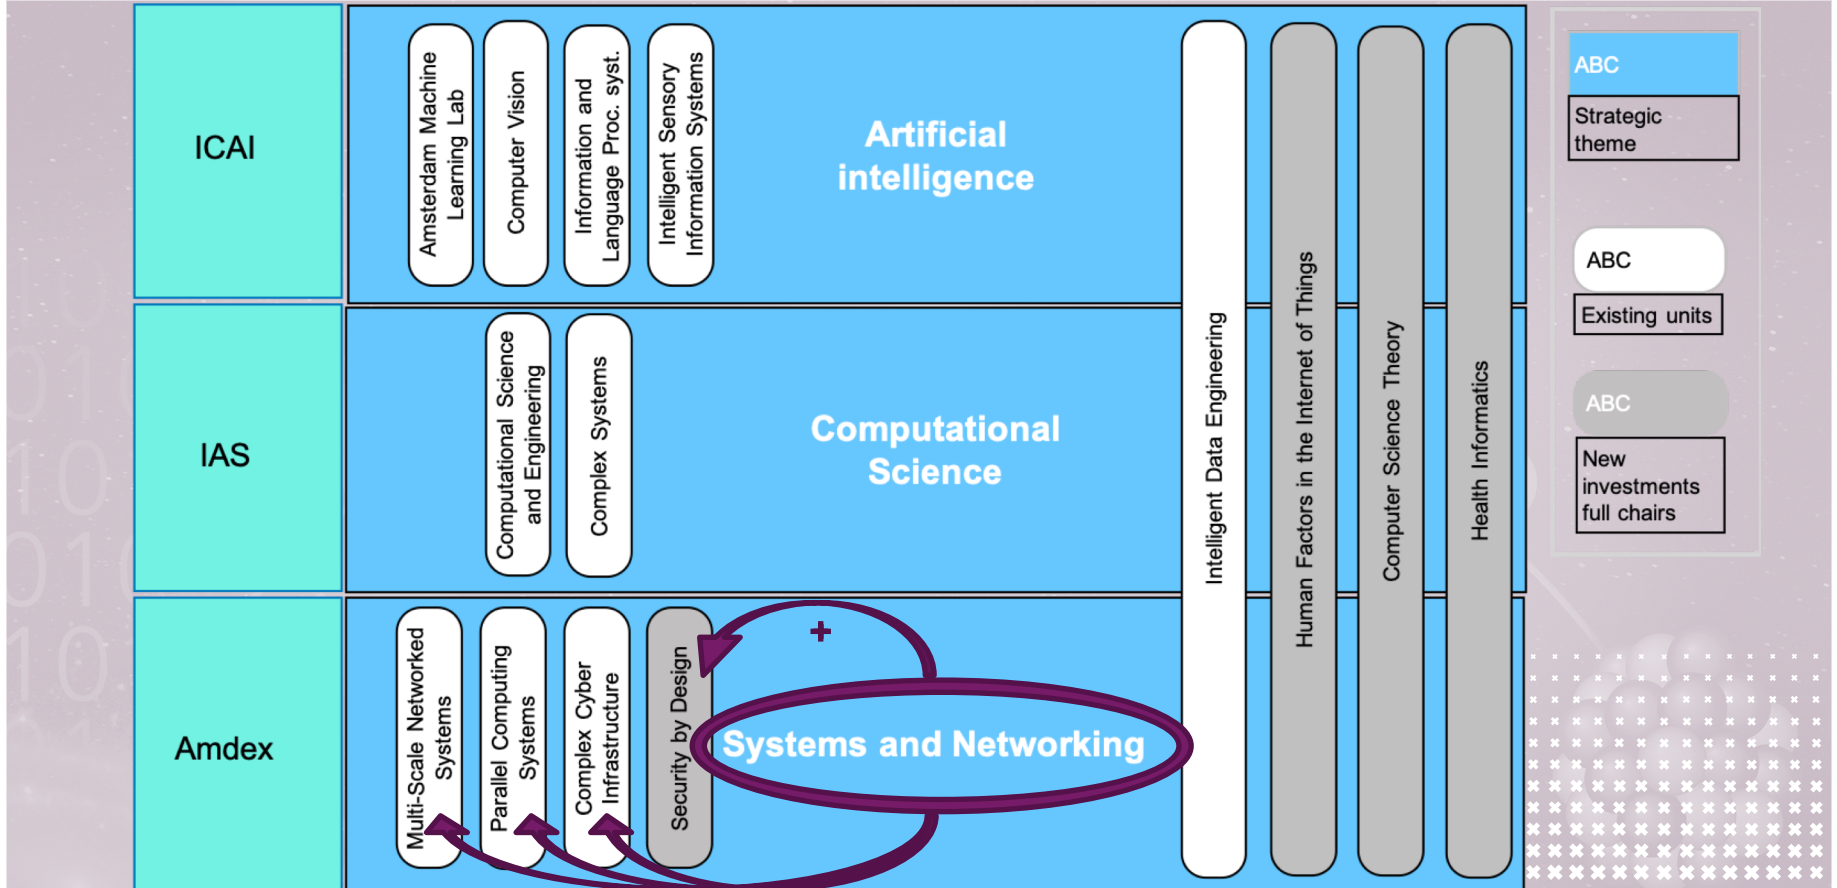 ICAI
Amsterdam Machine
Learning Lab
Computer Vision
Information and
Language Proc. syst.
Intelligent Sensory
Information Systems
Artificial
intelligence
IAS
Computational Science
and Engineering
Complex Systems
Computational
Science
Amdex
Multi-Scale Networked
Systems
Parallel Computing
Systems
Complex Cyber
Infrastructure
Security by Design
+
Systems and Networking
Intelligent Data Engineering
Human Factors in the Internet of Things
Computer Science Theory
Health Informatics
ABC
Strategic
theme
ABC
Existing units
ABC
New
investments
full chairs